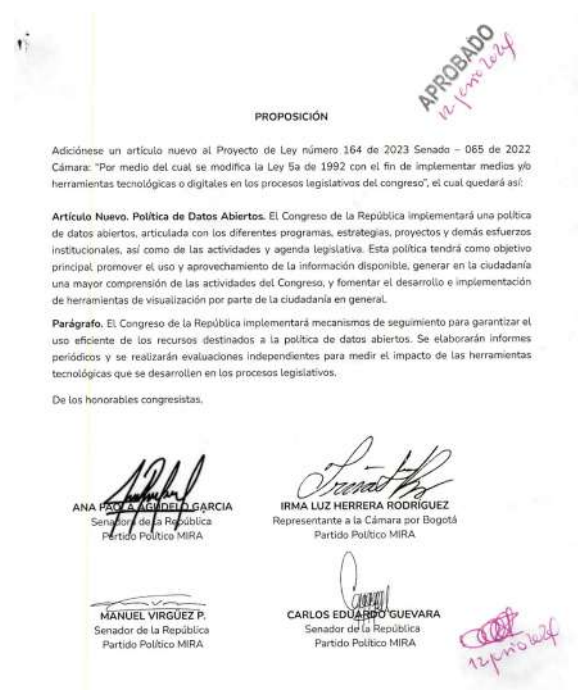 APROBADO
12-junio 2024
PROPOSICIÓN
Adiciónese un artículo nuevo al Proyecto de Ley número 164 de 2023 Senado – 065 de 2022
Cámara: "Por medio del cual se modifica la Ley 5a de 1992 con el fin de implementar medios y/o
herramientas tecnológicas o digitales en los procesos legislativos del congreso", el cual quedará así:
Artículo Nuevo. Política de Datos Abiertos. El Congreso de la República implementará una política
de datos abiertos, articulada con los diferentes programas, estrategias, proyectos y demás esfuerzos
institucionales, así como de las actividades y agenda legislativa. Esta política tendrá como objetivo
principal promover el uso y aprovechamiento de la información disponible, generar en la ciudadanía
una mayor comprensión de las actividades del Congreso, y fomentar el desarrollo e implementación
de herramientas de visualización por parte de la ciudadanía en general.
Parágrafo. El Congreso de la República implementará mecanismos de seguimiento para garantizar el
uso eficiente de los recursos destinados a la política de datos abiertos. Se elaborarán informes
periódicos y se realizarán evaluaciones independientes para medir el impacto de las herramientas
tecnológicas que se desarrollen en los procesos legislativos.
De los honorables congresistas,
ANA PAOLA AGUDELO GARCIA
Senadora de la República
Partido Político MIRA
IRMA LUZ HERRERA RODRÍGUEZ
Representante a la Cámara por Bogotá
Partido Político MIRA
MANUEL VIRGÜEZ P.
Senador de la República
Partido Político MIRA
CARLOS EDUARDO GUEVARA
Senador de la República
Partido Político MIRA
12 junio 2024